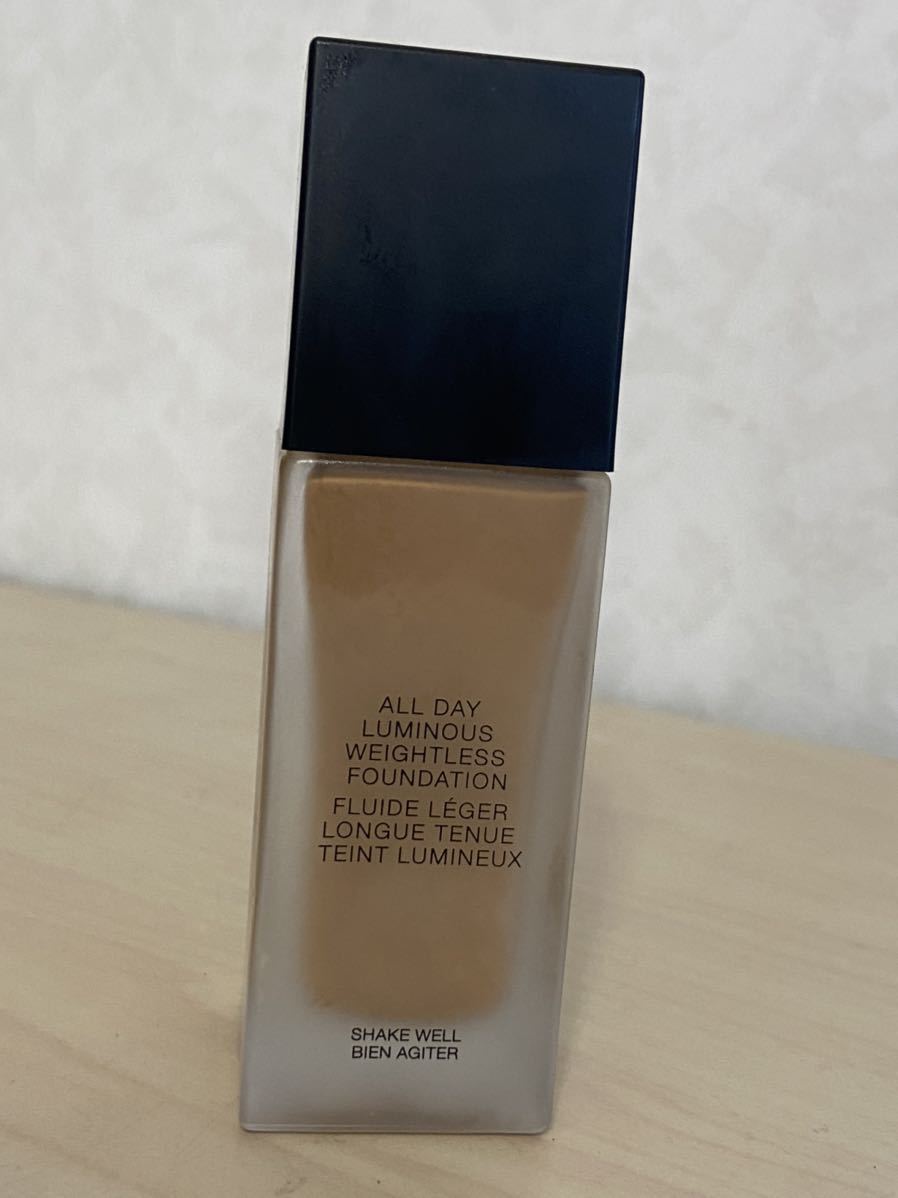 ALL DAY
LUMINOUS
WEIGHTLESS
FOUNDATION
FLUIDE LÉGER
LONGUE TENUE
TEINT LUMINEUX
SHAKE WELL
BIEN AGITER